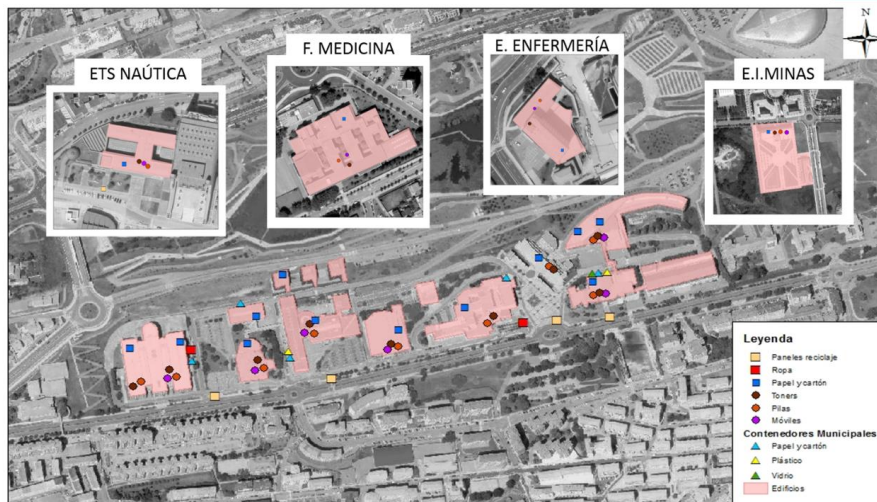 N
ETS NAÚTICA
F. MEDICINA
E. ENFERMERÍA
E.I.MINAS
Leyenda
Paneles reciclaje
Ropa
Papel y cartón
Toners
Pilas
Móviles
Contenedores Municipales
Papel y cartón
Plástico
Vidrio
Edificios